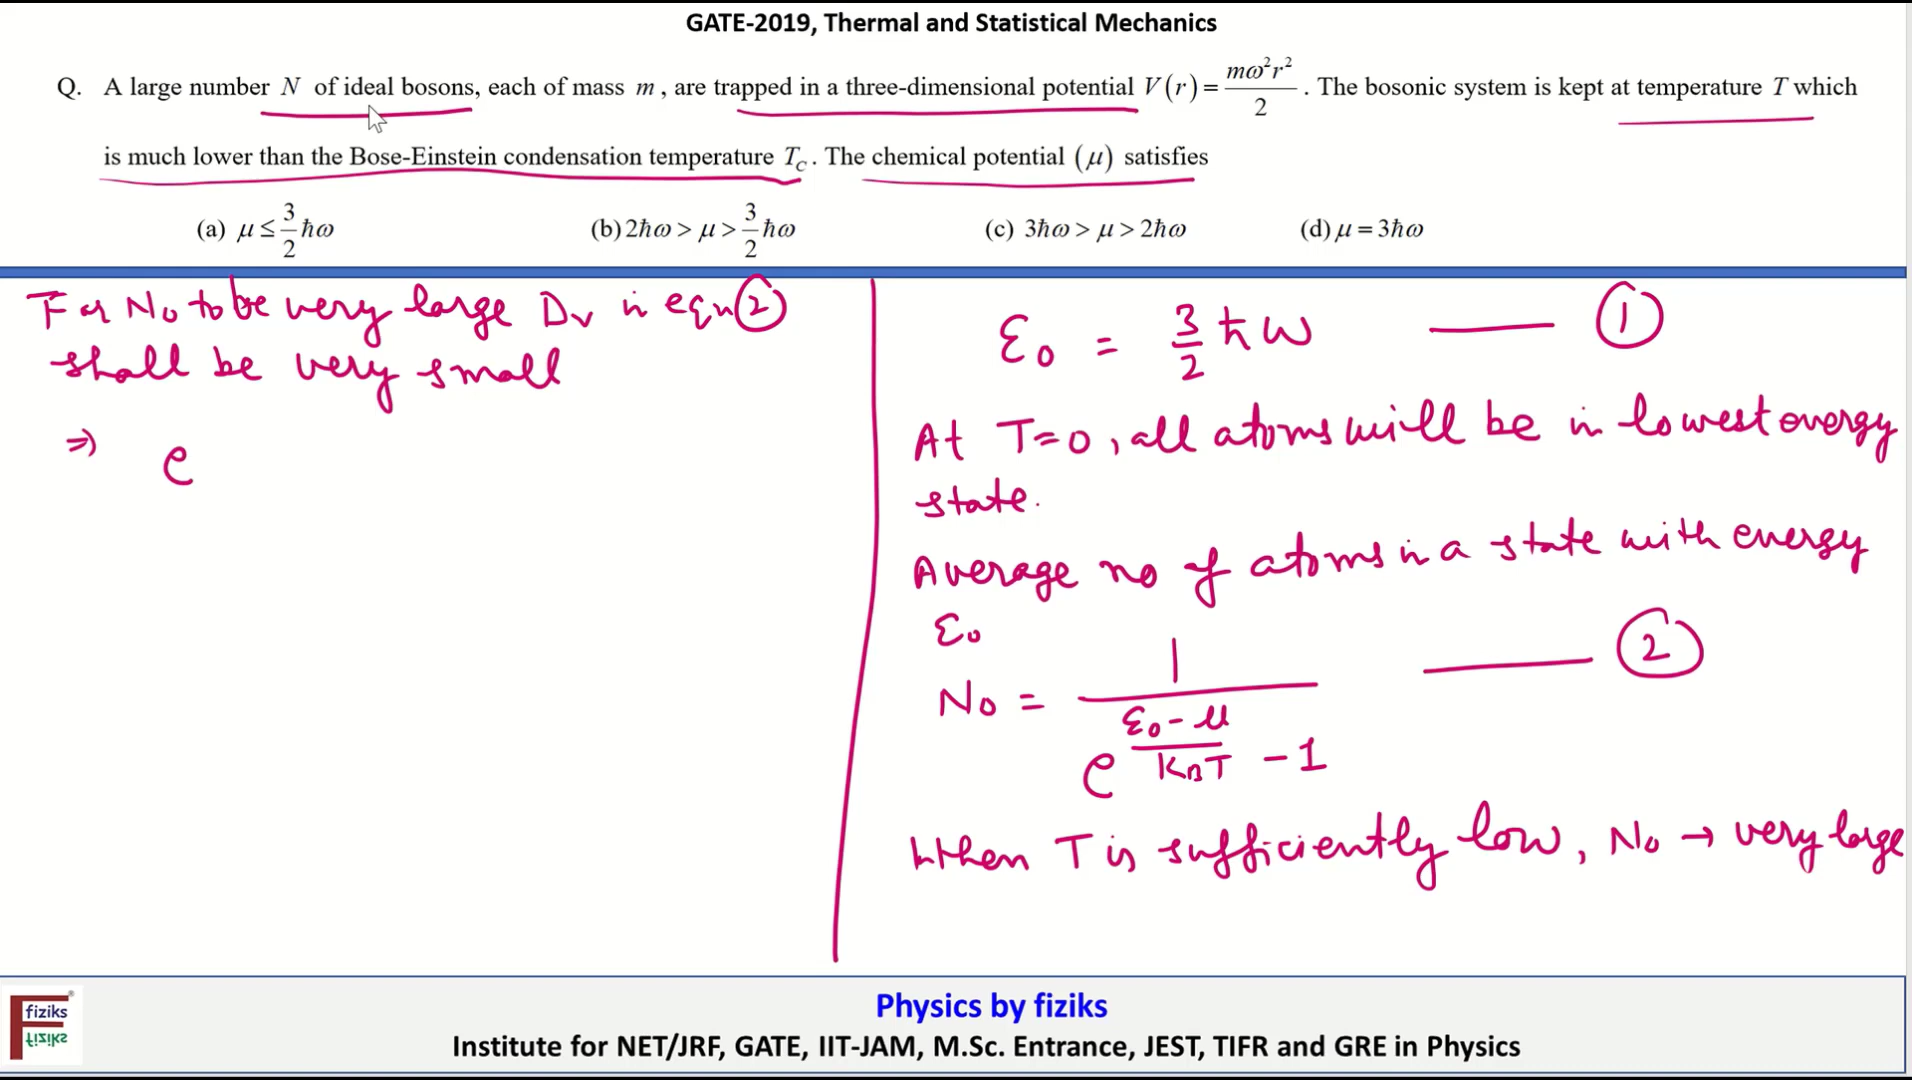 GATE-2019, Thermal and Statistical Mechanics
Q. A large number N of ideal bosons, each of mass m, are trapped in a three-dimensional potential V(r) = mω²r²/2. The bosonic system is kept at temperature T which
is much lower than the Bose-Einstein condensation temperature T_C. The chemical potential (μ) satisfies
(a) μ ≤ 3/2 ħω (b) 2ħω > μ > 3/2 ħω (c) 3ħω > μ > 2ħω (d) μ = 3ħω
For N₀ to be very large Dr in eqn ②
shall be very small
⇒ e
ε₀ = 3/2 ħω —— ①
At T=0, all atoms will be in lowest energy
state.
Average no of atoms in a state with energy
ε₀
N₀ = 1/(e^((ε₀-μ)/(K_BT)) - 1) —— ②
When T is sufficiently low, N₀ → very large
fiziks
fiziks
Physics by fiziks
Institute for NET/JRF, GATE, IIT-JAM, M.Sc. Entrance, JEST, TIFR and GRE in Physics